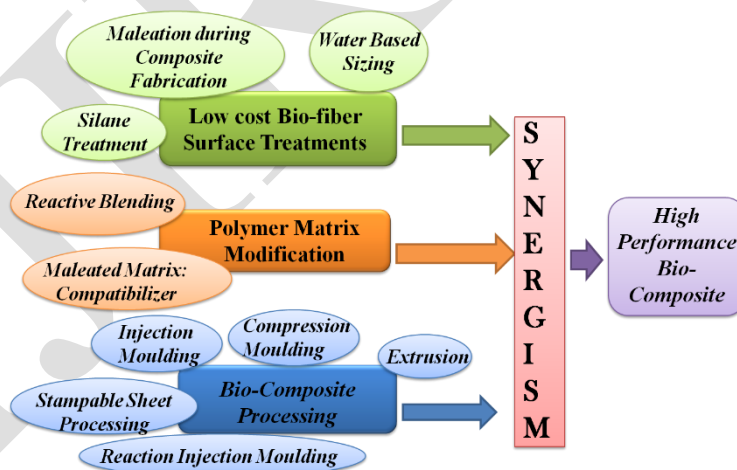 Maleation during
Composite
Fabrication
Water Based
Sizing
Silane
Treatment
Low cost Bio-fiber
Surface Treatments
Reactive Blending
Polymer Matrix
Modification
Maleated Matrix:
Compatibilizer
Injection
Moulding
Compression
Moulding
Extrusion
Stampable Sheet
Processing
Bio-Composite
Processing
Reaction Injection Moulding
S
Y
N
E
R
G
I
S
M
High
Performance
Bio-
Composite